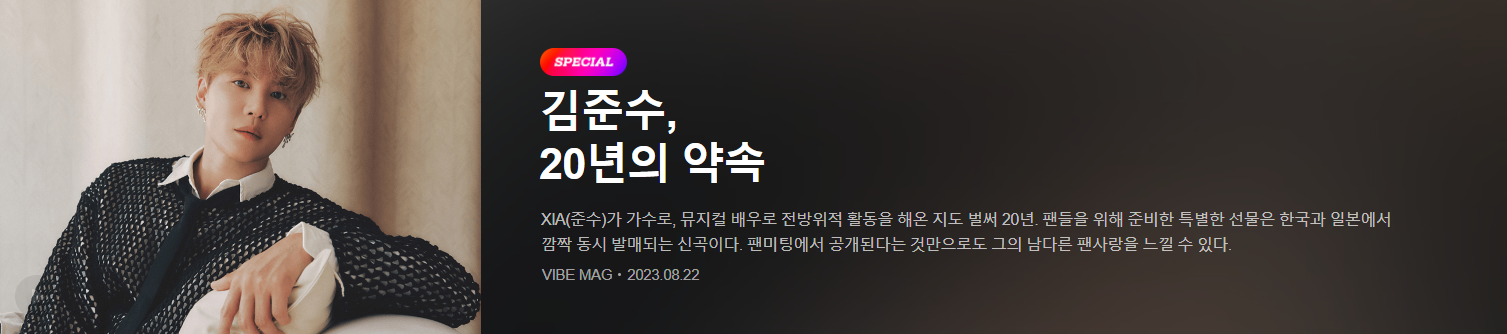 SPECIAL
김준수,
20년의 약속
XIA(준수)가 가수로, 뮤지컬 배우로 전방위적 활동을 해온 지도 벌써 20년. 팬들을 위해 준비한 특별한 선물은 한국과 일본에서
깜짝 동시 발매되는 신곡이다. 팬미팅에서 공개된다는 것만으로도 그의 남다른 팬사랑을 느낄 수 있다.
VIBE MAG • 2023.08.22